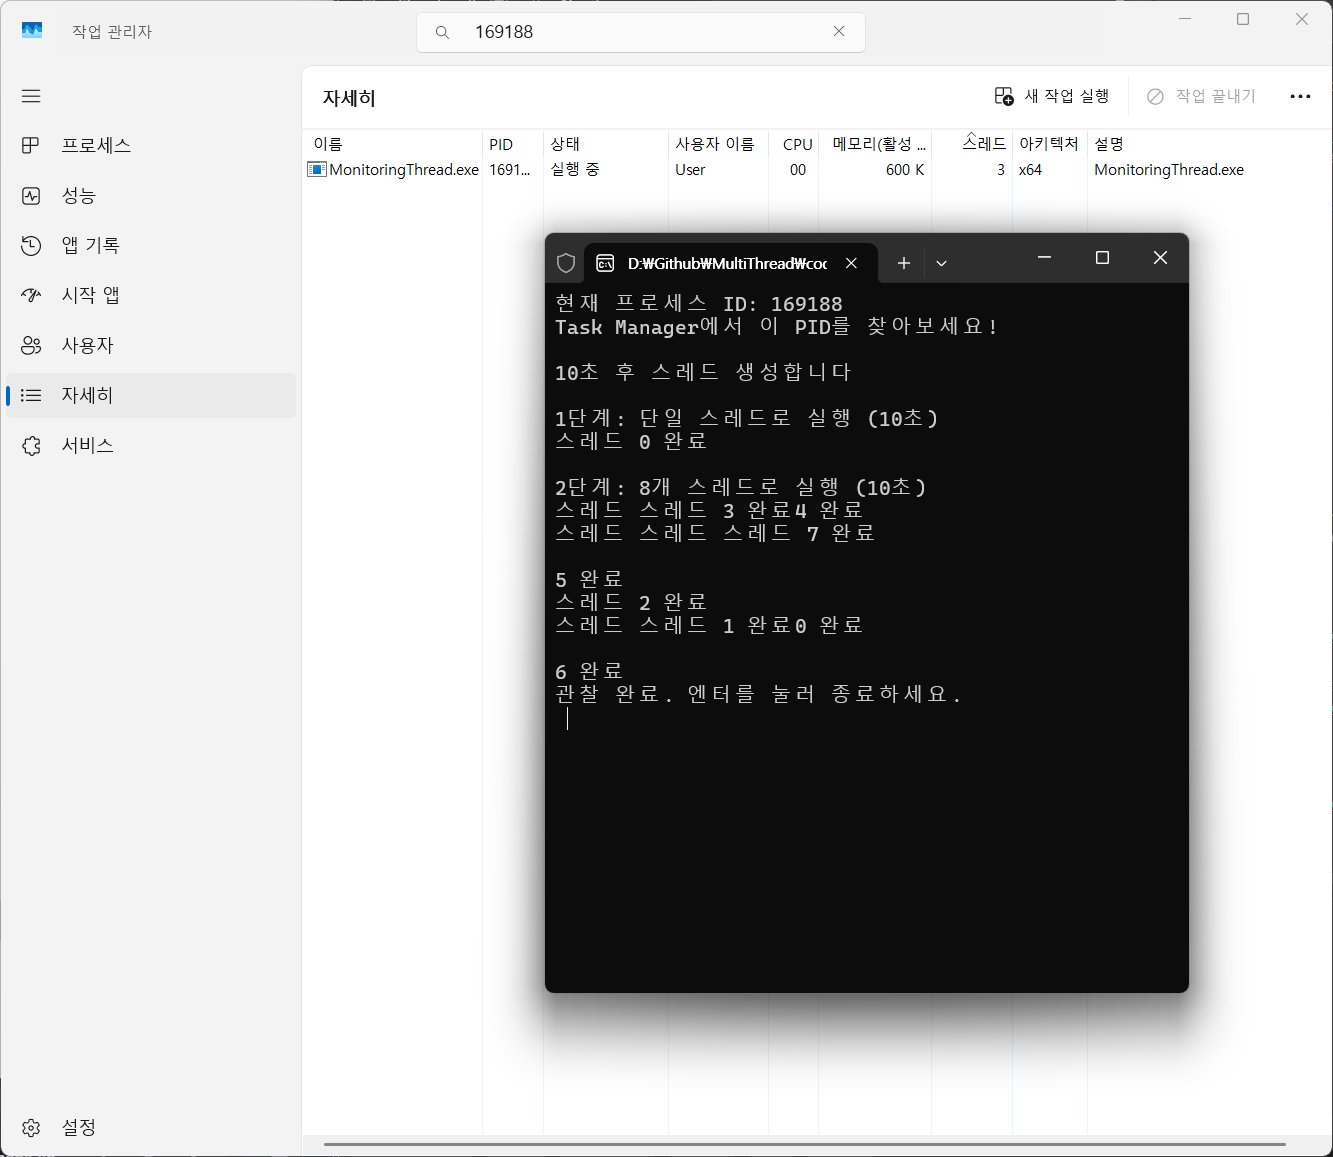 작업 관리자
169188
프로세스
성능
앱 기록
시작 앱
사용자
자세히
서비스
설정
자세히
새 작업 실행
작업 끝내기
이름 PID 상태 사용자 이름 CPU 메모리(활성 ... 스레드 아키텍처 설명
MonitoringThread.exe 1691... 실행 중 User 00 600 K 3 x64 MonitoringThread.exe
D:₩Github₩MultiThread₩coc
현재 프로세스 ID: 169188
Task Manager에서 이 PID를 찾아보세요!
10초 후 스레드 생성합니다
1단계: 단일 스레드로 실행 (10초)
스레드 0 완료
2단계: 8개 스레드로 실행 (10초)
스레드 스레드 3 완료4 완료
스레드 스레드 스레드 7 완료
5 완료
스레드 2 완료
스레드 스레드 1 완료0 완료
6 완료
관찰 완료. 엔터를 눌러 종료하세요.